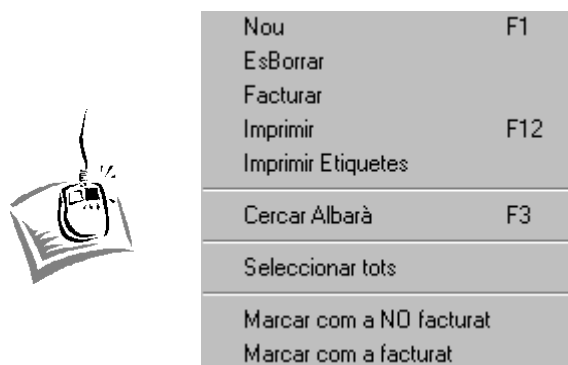 Nou F1
EsBorrar
Facturar
Imprimir F12
Imprimir Etiquetes
Cercar Albarà F3
Seleccionar tots
Marcar com a NO facturat
Marcar com a facturat